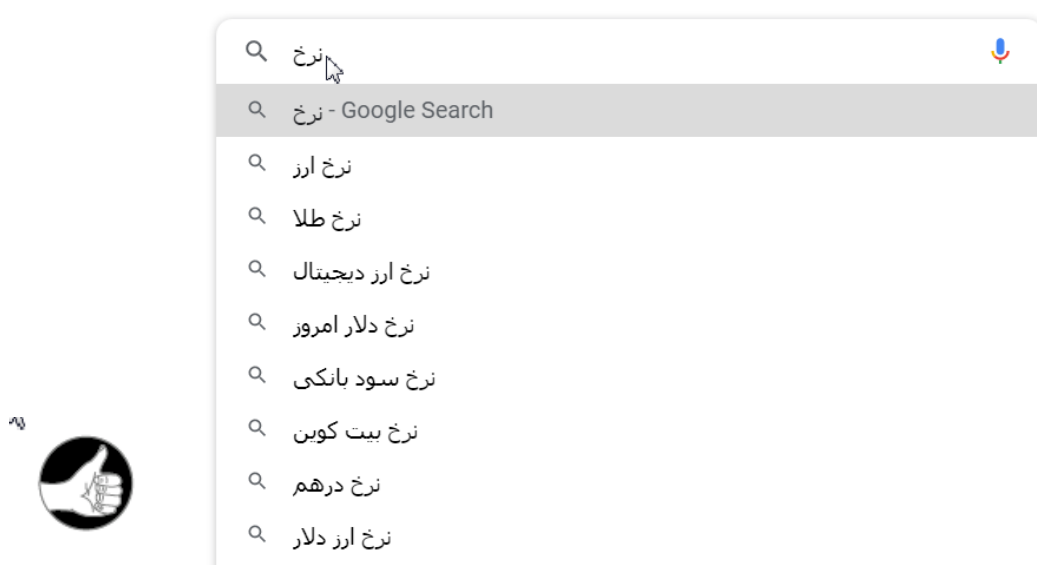 نرخ
نرخ - Google Search
نرخ ارز
نرخ طلا
نرخ ارز دیجیتال
نرخ دلار امروز
نرخ سود بانکی
نرخ بیت کوین
نرخ درهم
نرخ ارز دلار